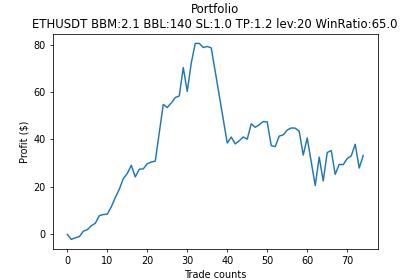 Portfolio
ETHUSDT BBM:2.1 BBL:140 SL:1.0 TP:1.2 lev:20 WinRatio:65.0
80
60
40
20
0
Profit ($)
0 10 20 30 40 50 60 70
Trade counts